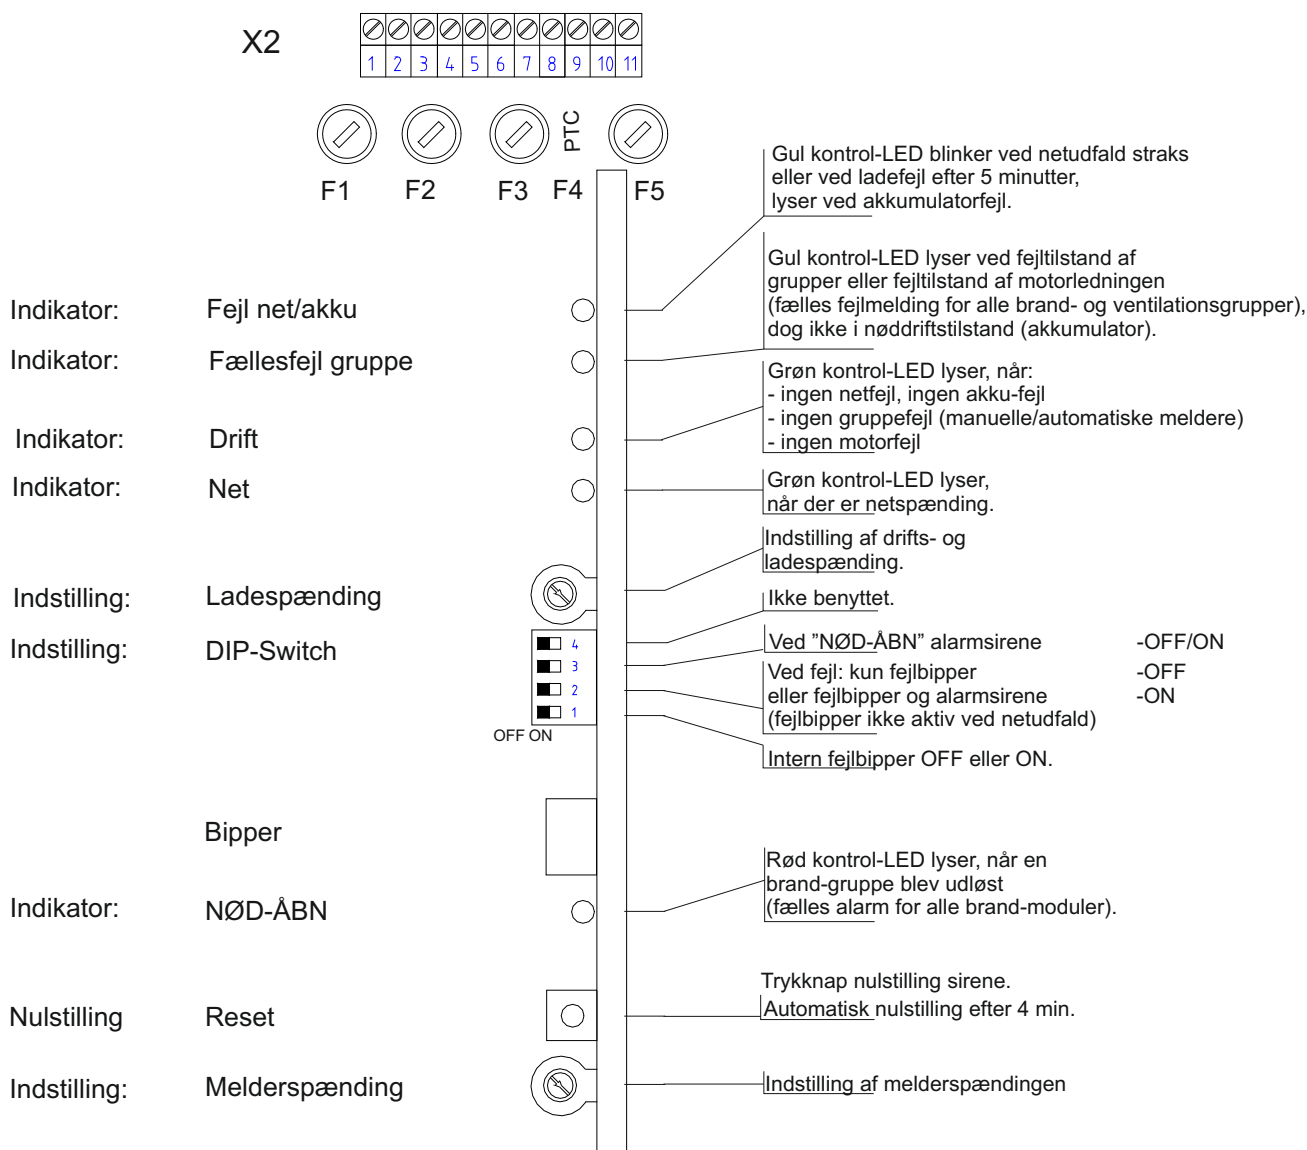 X2
1 2 3 4 5 6 7 8 9 10 11
PTC
F1 F2 F3 F4 F5
Gul kontrol-LED blinker ved netudfald straks
eller ved ladefejl efter 5 minutter,
lyser ved akkumulatorfejl.
Gul kontrol-LED lyser ved fejltilstand af
grupper eller fejltilstand af motorledningen
(fælles fejlmelding for alle brand- og ventilationsgrupper),
dog ikke i nøddriftstilstand (akkumulator).
Indikator: Fejl net/akku
Indikator: Fællesfejl gruppe
Grøn kontrol-LED lyser, når:
- ingen netfejl, ingen akku-fejl
- ingen gruppefejl (manuelle/automatiske meldere)
- ingen motorfejl
Indikator: Drift
Indikator: Net
Grøn kontrol-LED lyser,
når der er netspænding.
Indstilling af drifts- og
ladespænding.
Indstilling: Ladespænding
Ikke benyttet.
Indstilling: DIP-Switch
4
3
2
1
OFF ON
Ved ”NØD-ÅBN” alarmsirene -OFF/ON
Ved fejl: kun fejlbipper -OFF
eller fejlbipper og alarmsirene -ON
(fejlbipper ikke aktiv ved netudfald)
Intern fejlbipper OFF eller ON.
Bipper
Rød kontrol-LED lyser, når en
brand-gruppe blev udløst
(fælles alarm for alle brand-moduler).
Indikator: NØD-ÅBN
Trykknap nulstilling sirene.
Automatisk nulstilling efter 4 min.
Nulstilling Reset
Indstilling: Melderspænding
Indstilling af melderspændingen